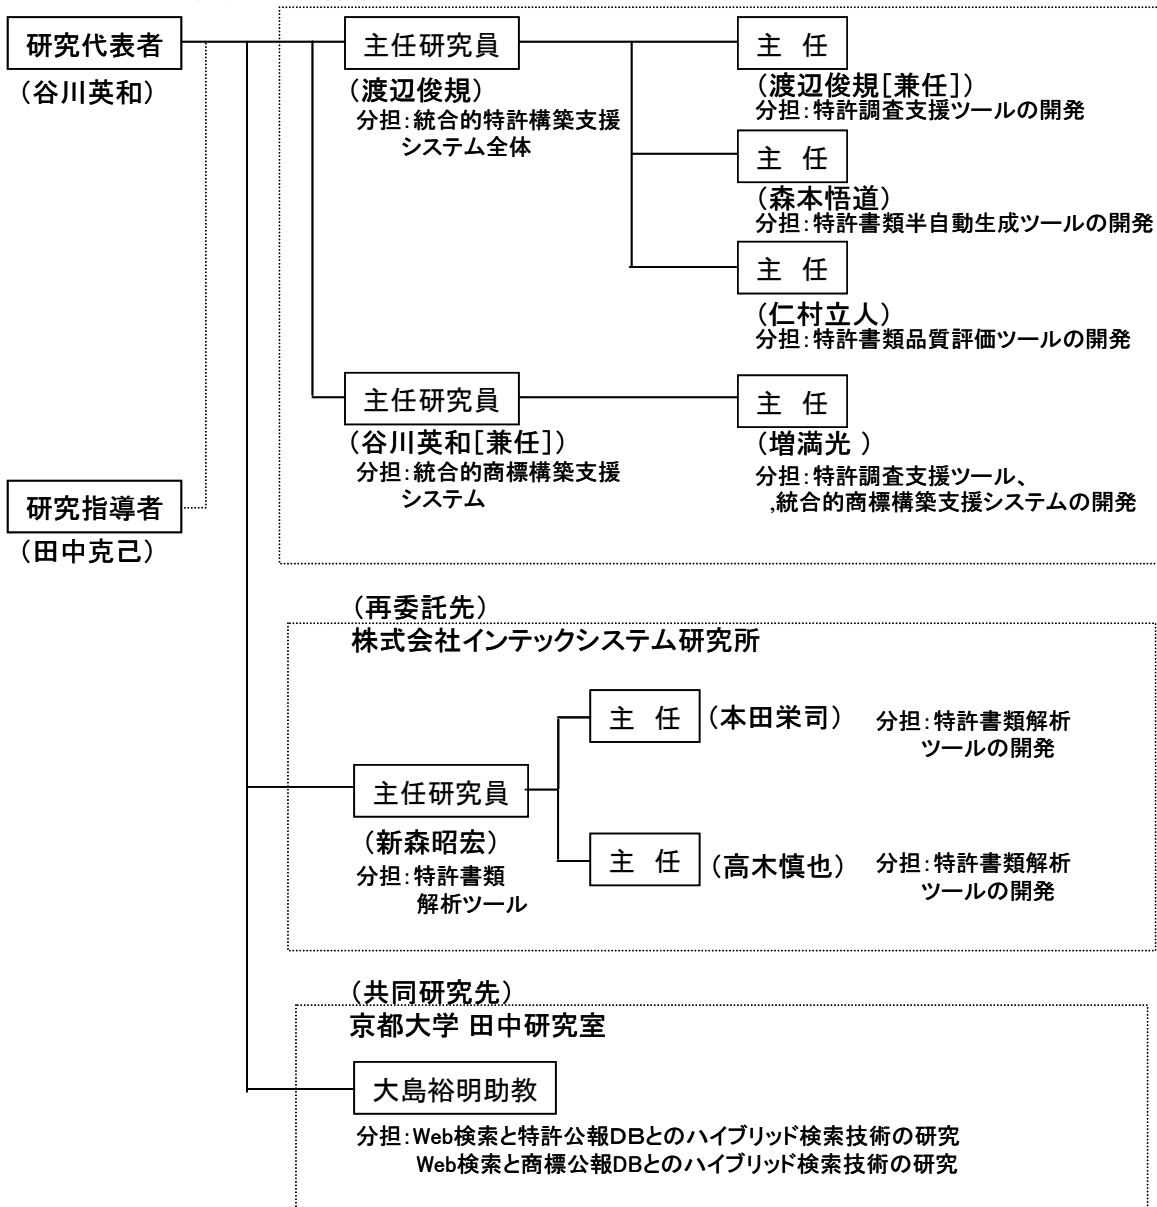 研究代表者
（谷川英和）
主任研究員
（渡辺俊規）
分担：統合的特許構築支援
システム全体
主　任
（渡辺俊規［兼任］）
分担：特許調査支援ツールの開発
主　任
（森本悟道）
分担：特許書類半自動生成ツールの開発
主　任
（仁村立人）
分担：特許書類品質評価ツールの開発
主任研究員
（谷川英和［兼任］）
分担：統合的商標構築支援
システム
主　任
（増満光 ）
分担：特許調査支援ツール、
,統合的商標構築支援システムの開発
研究指導者
（田中克己）
（再委託先）
株式会社インテックシステム研究所
主　任
（本田栄司）
分担：特許書類解析
ツールの開発
主任研究員
（新森昭宏）
分担：特許書類
解析ツール
主　任
（高木慎也）
分担：特許書類解析
ツールの開発
（共同研究先）
京都大学 田中研究室
大島裕明助教
分担：Web検索と特許公報ＤＢとのハイブリッド検索技術の研究
Web検索と商標公報DBとのハイブリッド検索技術の研究